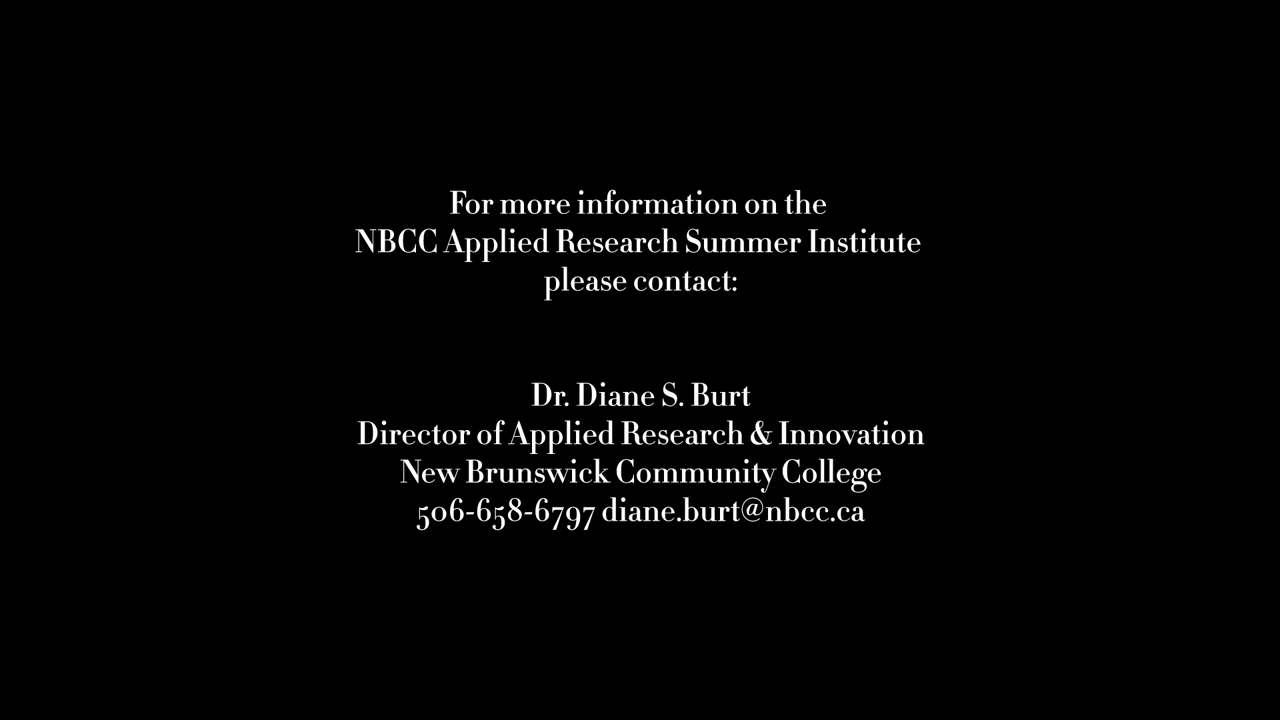 For more information on the
NBCC Applied Research Summer Institute
please contact:
Dr. Diane S. Burt
Director of Applied Research & Innovation
New Brunswick Community College
506-658-6797 diane.burt@nbcc.ca